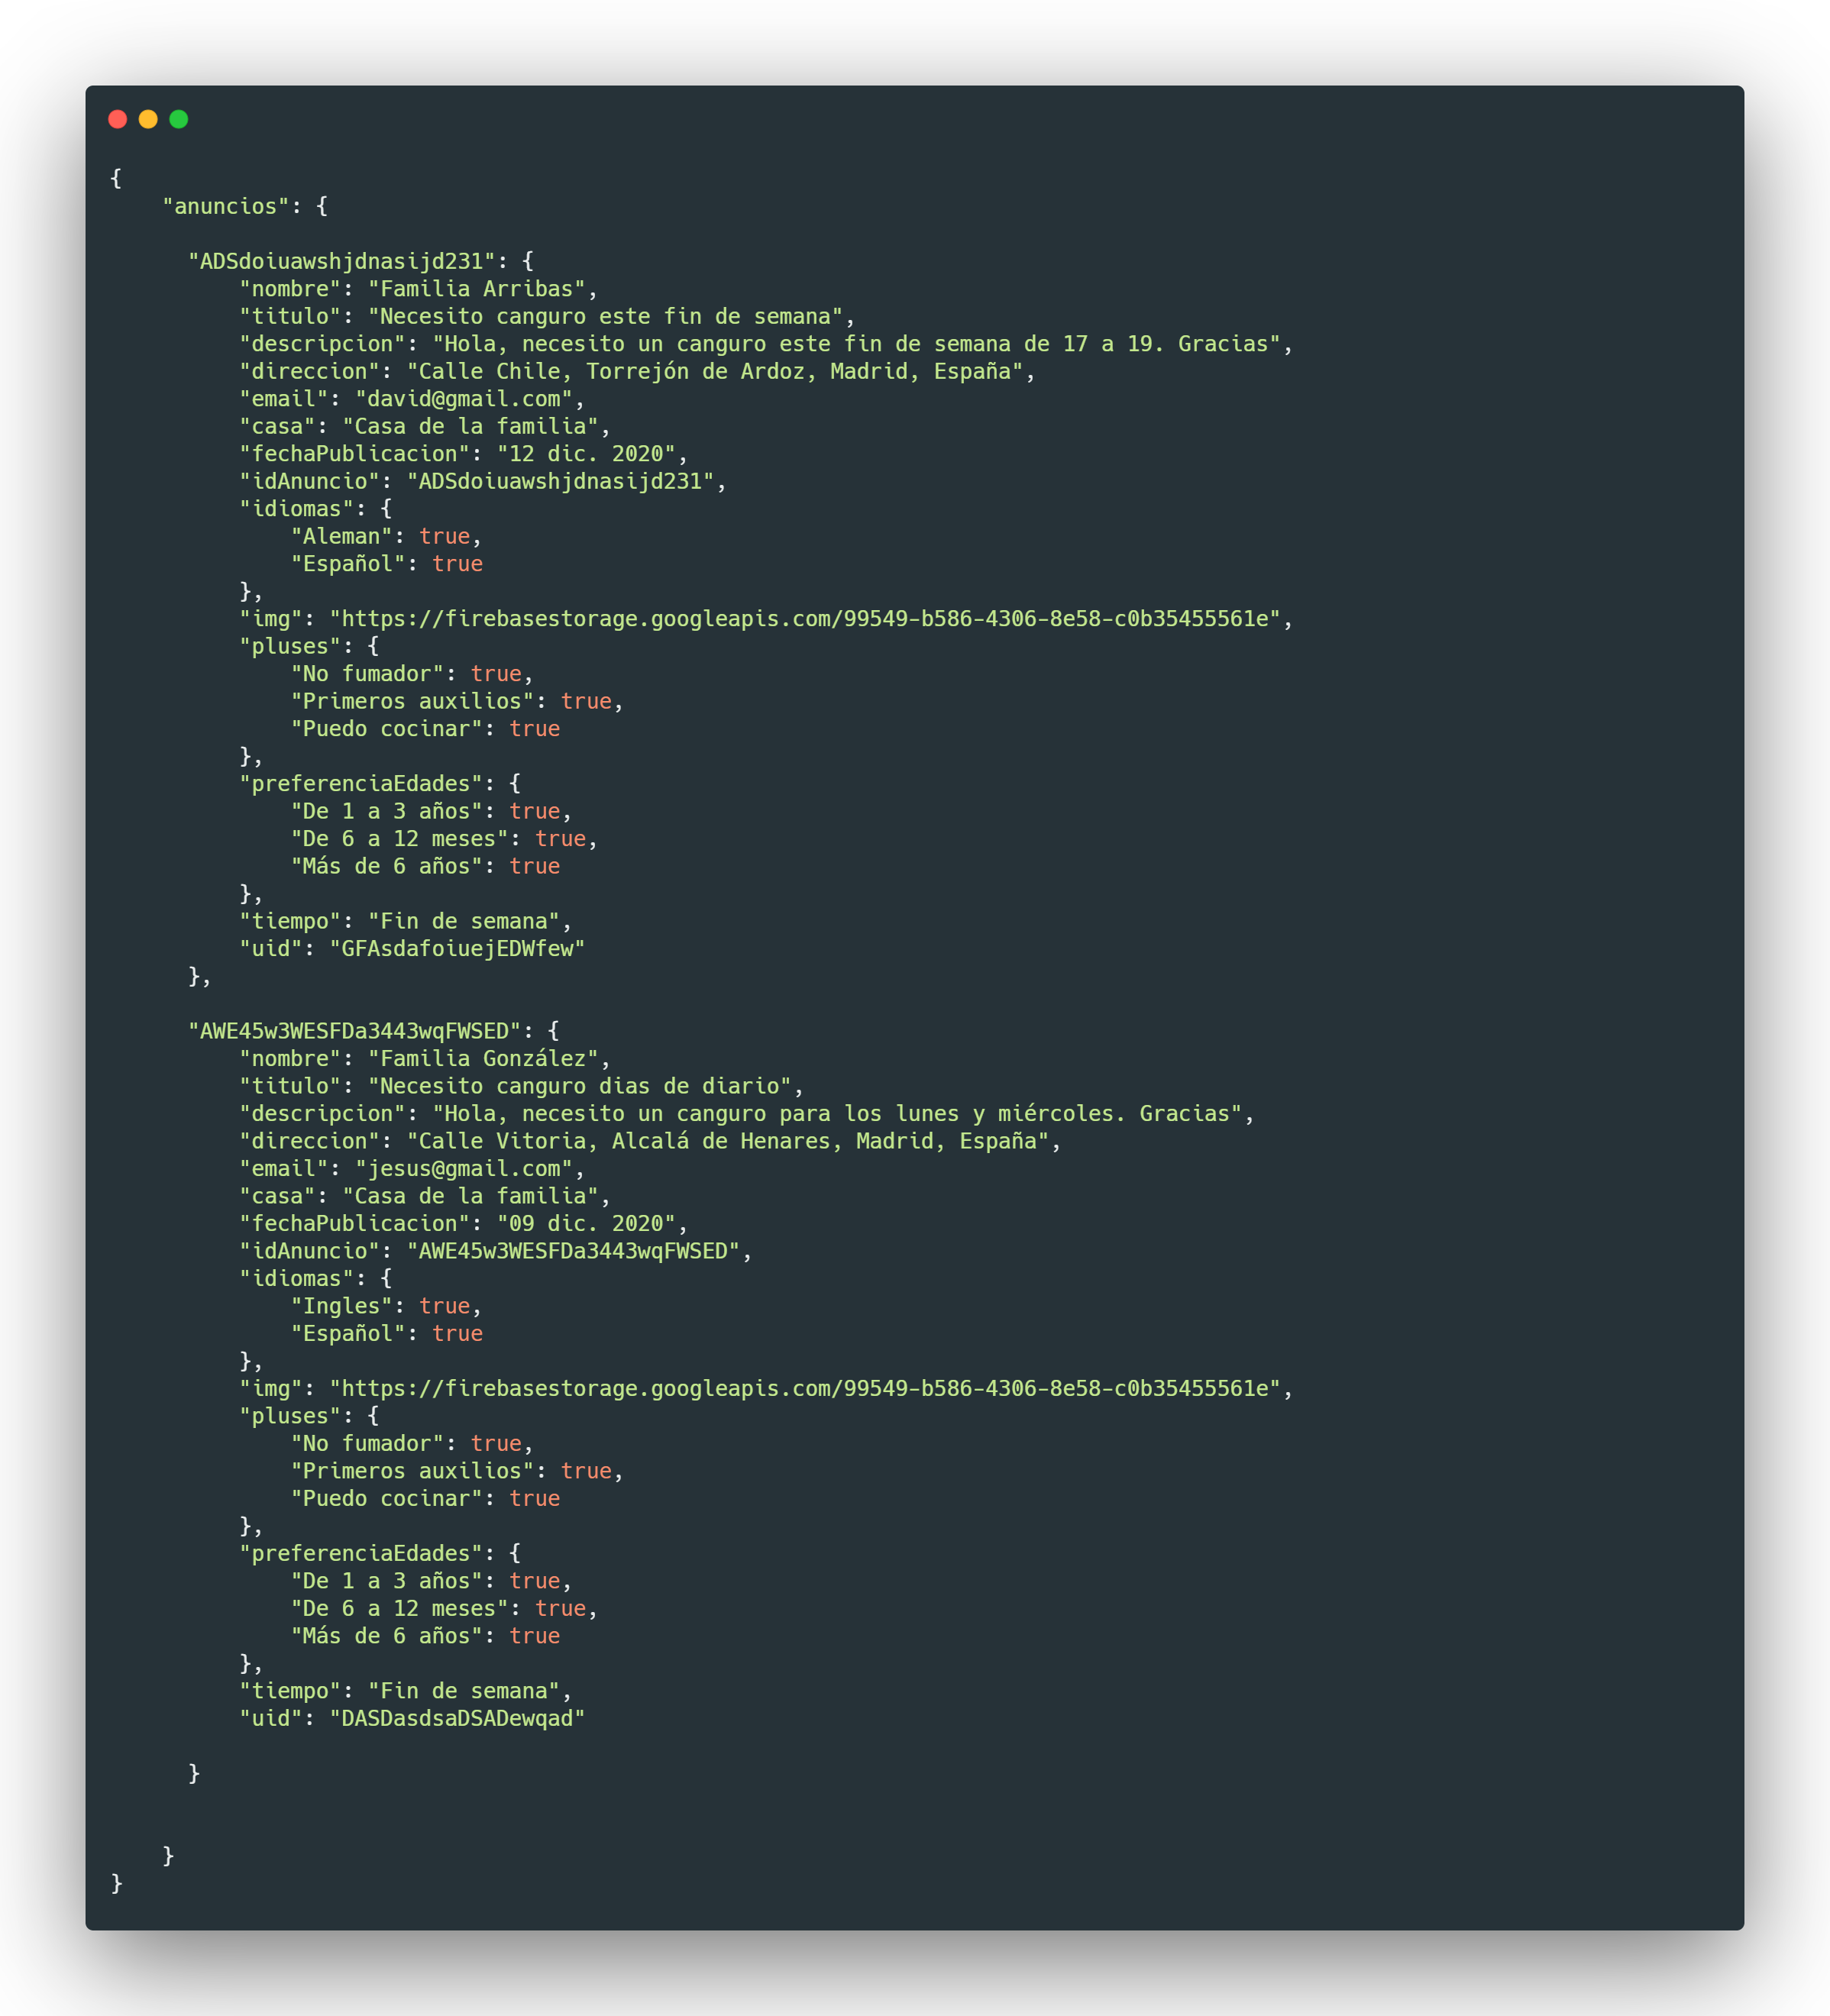 {
    "anuncios": {

      "ADSdoiuawshjdnasijd231": {
          "nombre": "Familia Arribas",
          "titulo": "Necesito canguro este fin de semana",
          "descripcion": "Hola, necesito un canguro este fin de semana de 17 a 19. Gracias",
          "direccion": "Calle Chile, Torrejón de Ardoz, Madrid, España",
          "email": "david@gmail.com",
          "casa": "Casa de la familia",
          "fechaPublicacion": "12 dic. 2020",
          "idAnuncio": "ADSdoiuawshjdnasijd231",
          "idiomas": {
              "Aleman": true,
              "Español": true
          },
          "img": "https://firebasestorage.googleapis.com/99549-b586-4306-8e58-c0b35455561e",
          "pluses": {
              "No fumador": true,
              "Primeros auxilios": true,
              "Puedo cocinar": true
          },
          "preferenciaEdades": {
              "De 1 a 3 años": true,
              "De 6 a 12 meses": true,
              "Más de 6 años": true
          },
          "tiempo": "Fin de semana",
          "uid": "GFAsdafoiuejEDWfew"
      },

      "AWE45w3WESFDa3443wqFWSED": {
          "nombre": "Familia González",
          "titulo": "Necesito canguro dias de diario",
          "descripcion": "Hola, necesito un canguro para los lunes y miércoles. Gracias",
          "direccion": "Calle Vitoria, Alcalá de Henares, Madrid, España",
          "email": "jesus@gmail.com",
          "casa": "Casa de la familia",
          "fechaPublicacion": "09 dic. 2020",
          "idAnuncio": "AWE45w3WESFDa3443wqFWSED",
          "idiomas": {
              "Ingles": true,
              "Español": true
          },
          "img": "https://firebasestorage.googleapis.com/99549-b586-4306-8e58-c0b35455561e",
          "pluses": {
              "No fumador": true,
              "Primeros auxilios": true,
              "Puedo cocinar": true
          },
          "preferenciaEdades": {
              "De 1 a 3 años": true,
              "De 6 a 12 meses": true,
              "Más de 6 años": true
          },
          "tiempo": "Fin de semana",
          "uid": "DASDasdsaDSADewqad"

      }


    }
}